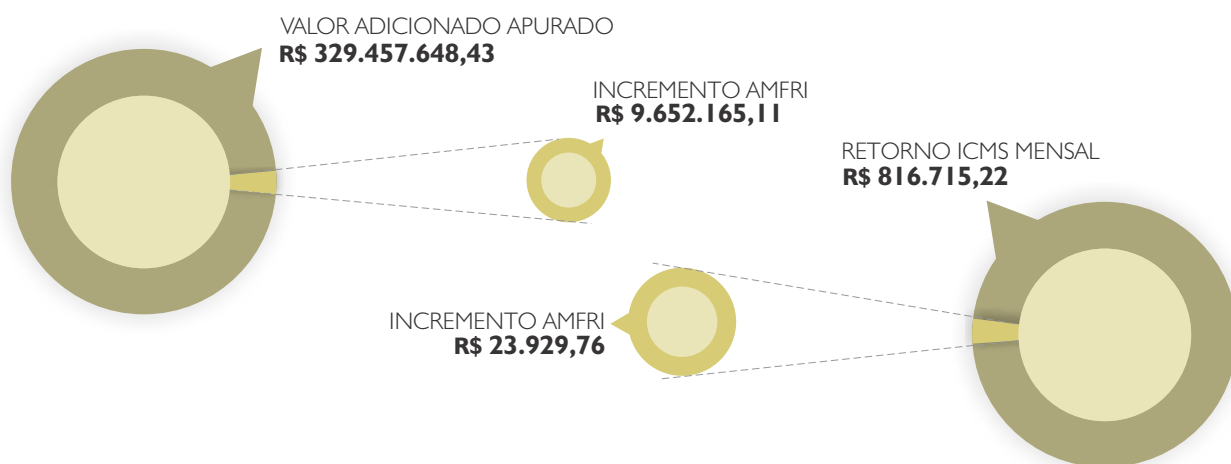 VALOR ADICIONADO APURADO
R$ 329.457.648,43
INCREMENTO AMFRI
R$ 9.652.165,11
RETORNO ICMS MENSAL
R$ 816.715,22
INCREMENTO AMFRI
R$ 23.929,76